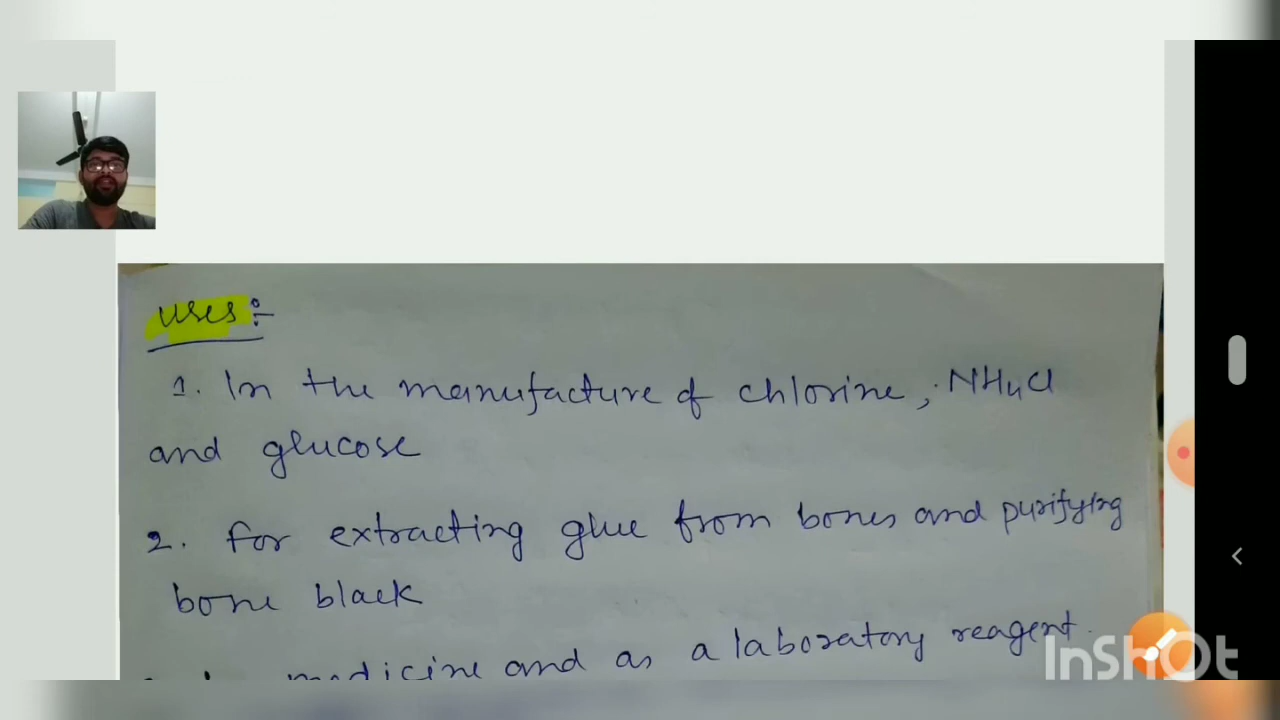 uses:-
1. In the manufacture of chlorine, NH4Cl
and glucose
2. for extracting glue from bones and purifying
bone black
medicine and as a laboratory reagent.
InShOt